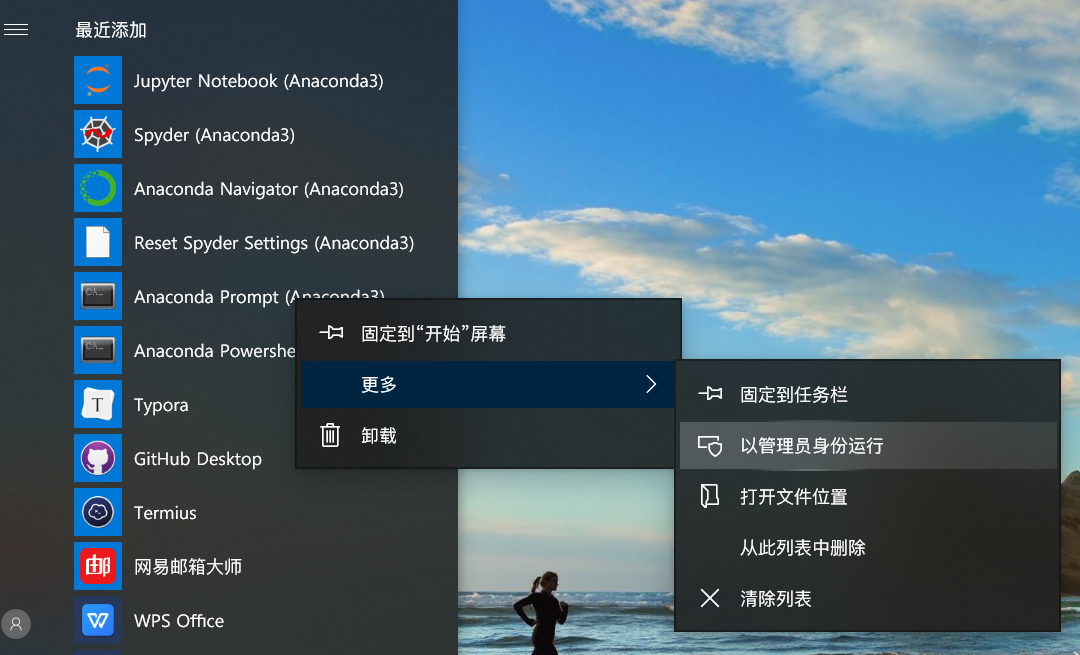 最近添加
Jupyter Notebook (Anaconda3)
Spyder (Anaconda3)
Anaconda Navigator (Anaconda3)
Reset Spyder Settings (Anaconda3)
Anaconda Prompt (Anaconda3)
Anaconda Powershe
Typora
GitHub Desktop
Termius
网易邮箱大师
WPS Office
固定到“开始”屏幕
更多
卸载
固定到任务栏
以管理员身份运行
打开文件位置
从此列表中删除
清除列表